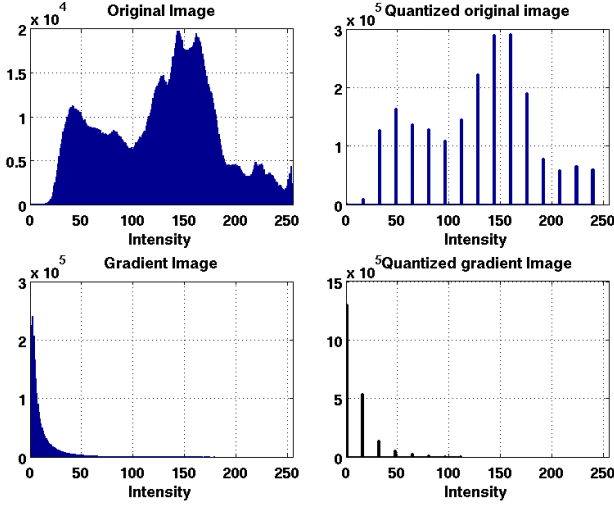 Original Image
x 10^4
2
1.5
1
0.5
0
0 50 100 150 200 250
Intensity
Quantized original image
x 10^5
3
2
1
0
0 50 100 150 200 250
Intensity
Gradient Image
x 10^5
3
2
1
0
0 50 100 150 200 250
Intensity
Quantized gradient Image
x 10^5
15
10
5
0
0 50 100 150 200 250
Intensity